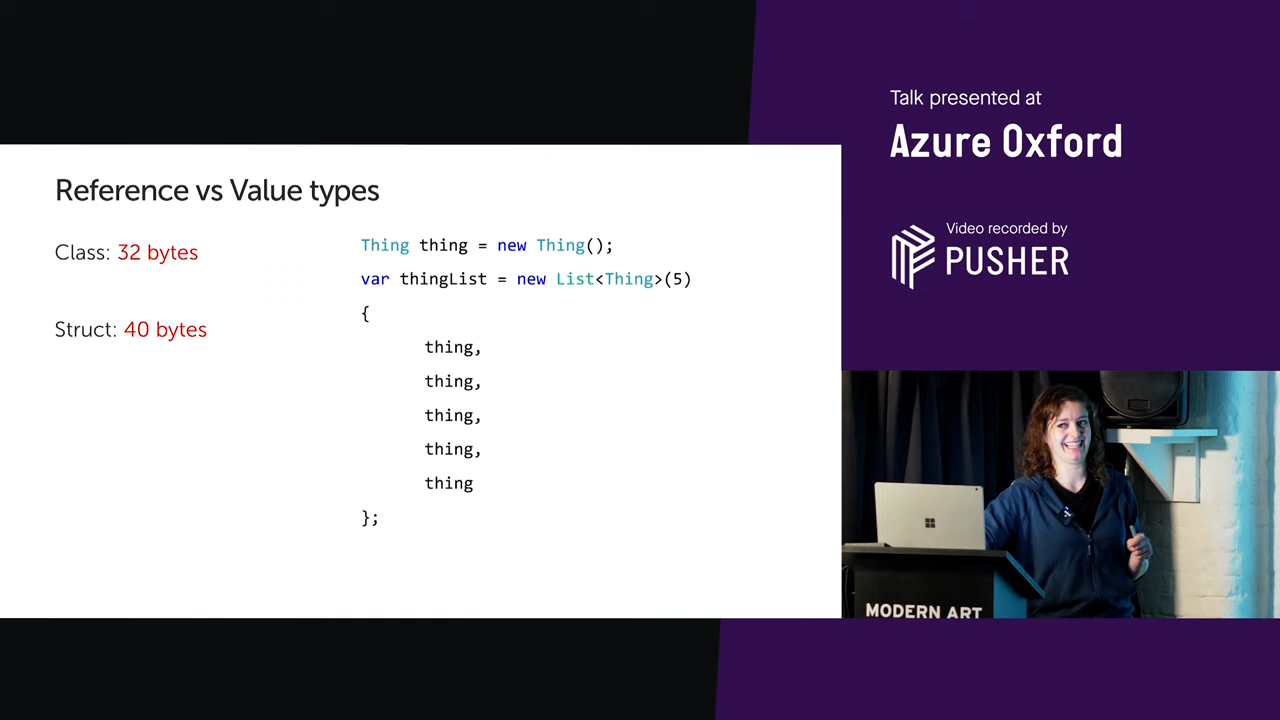 Talk presented at
Azure Oxford
Video recorded by
PUSHER
Reference vs Value types
Class: 32 bytes
Struct: 40 bytes
Thing thing = new Thing();
var thingList = new List<Thing>(5)
{
thing,
thing,
thing,
thing,
thing
};
MODERN ART